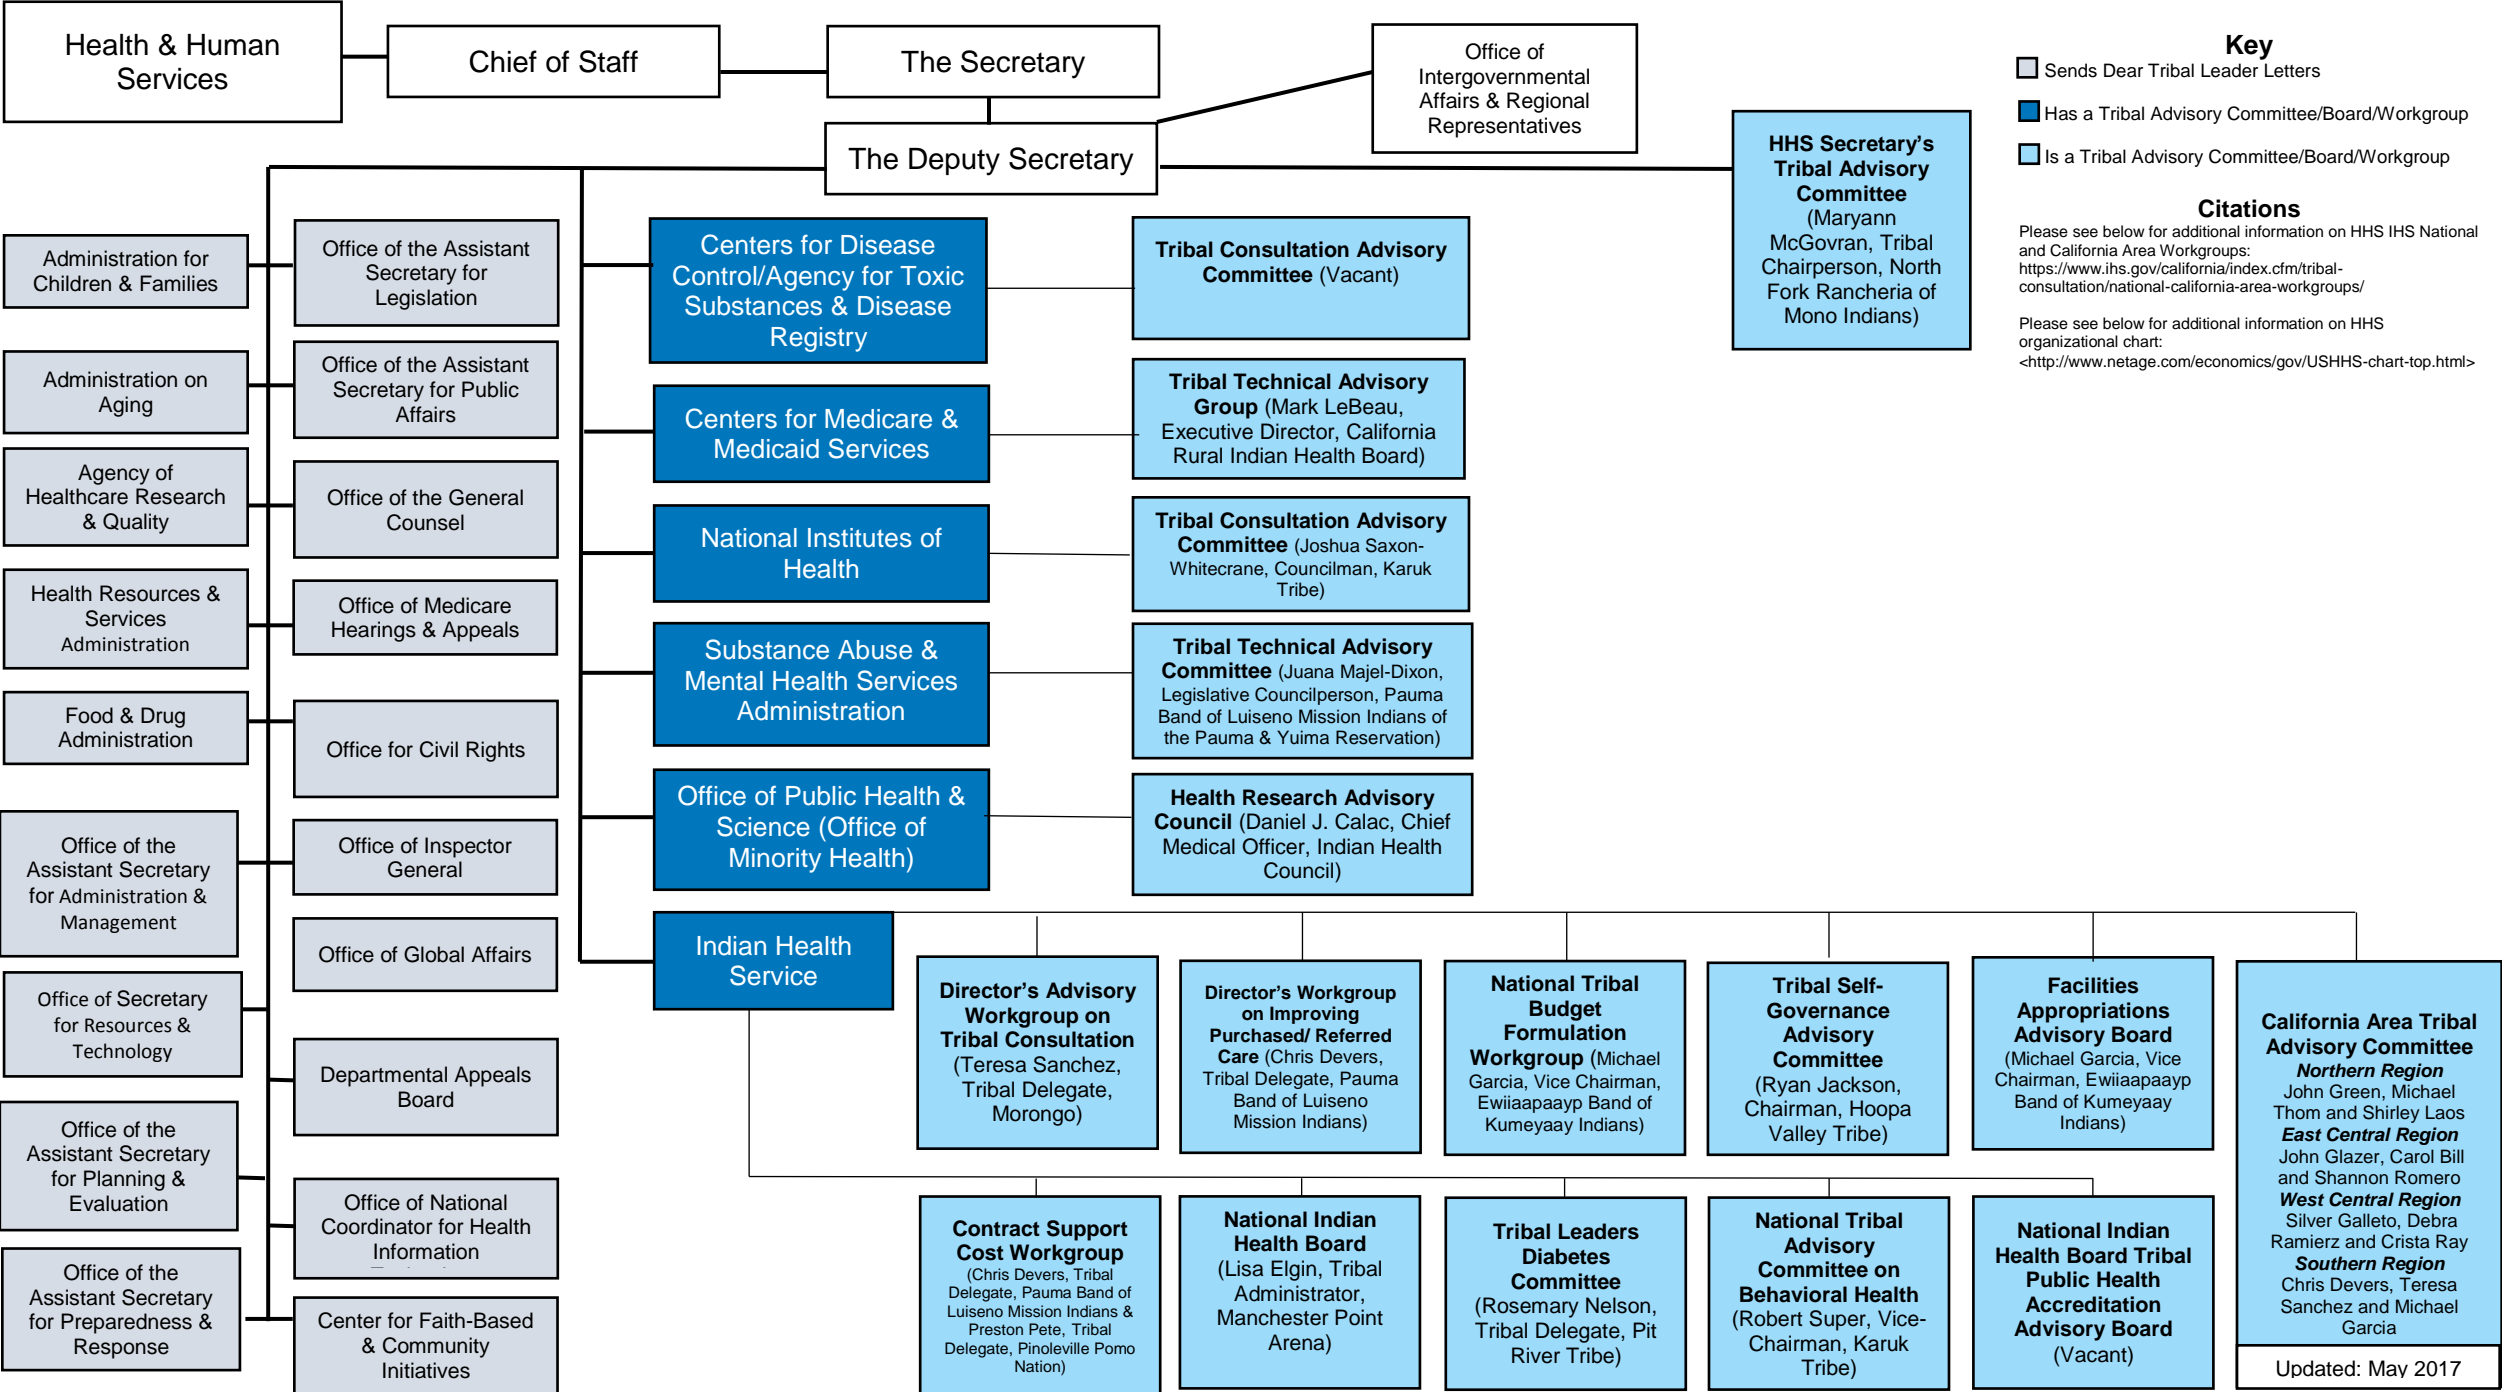 Health & Human
Services
Chief of Staff
The Secretary
Office of
Intergovernmental
Affairs & Regional
Representatives
The Deputy Secretary
HHS Secretary’s
Tribal Advisory
Committee
(Maryann
McGovran, Tribal
Chairperson, North
Fork Rancheria of
Mono Indians)
Key
Sends Dear Tribal Leader Letters
Has a Tribal Advisory Committee/Board/Workgroup
Is a Tribal Advisory Committee/Board/Workgroup
Citations
Please see below for additional information on HHS IHS National
and California Area Workgroups:
https://www.ihs.gov/california/index.cfm/tribal-
consultation/national-california-area-workgroups/
Please see below for additional information on HHS
organizational chart:
<http://www.netage.com/economics/gov/USHHS-chart-top.html>
Administration for
Children & Families
Administration on
Aging
Agency of
Healthcare Research
& Quality
Health Resources &
Services
Administration
Food & Drug
Administration
Office of the
Assistant Secretary
for Administration &
Management
Office of Secretary
for Resources &
Technology
Office of the
Assistant Secretary
for Planning &
Evaluation
Office of the
Assistant Secretary
for Preparedness &
Response
Office of the Assistant
Secretary for
Legislation
Office of the Assistant
Secretary for Public
Affairs
Office of the General
Counsel
Office of Medicare
Hearings & Appeals
Office for Civil Rights
Office of Inspector
General
Office of Global Affairs
Departmental Appeals
Board
Office of National
Coordinator for Health
Information
Center for Faith-Based
& Community
Initiatives
Centers for Disease
Control/Agency for Toxic
Substances & Disease
Registry
Centers for Medicare &
Medicaid Services
National Institutes of
Health
Substance Abuse &
Mental Health Services
Administration
Office of Public Health &
Science (Office of
Minority Health)
Indian Health
Service
Tribal Consultation Advisory
Committee (Vacant)
Tribal Technical Advisory
Group (Mark LeBeau,
Executive Director, California
Rural Indian Health Board)
Tribal Consultation Advisory
Committee (Joshua Saxon-
Whitecrane, Councilman, Karuk
Tribe)
Tribal Technical Advisory
Committee (Juana Majel-Dixon,
Legislative Councilperson, Pauma
Band of Luiseno Mission Indians of
the Pauma & Yuima Reservation)
Health Research Advisory
Council (Daniel J. Calac, Chief
Medical Officer, Indian Health
Council)
Director’s Advisory
Workgroup on
Tribal Consultation
(Teresa Sanchez,
Tribal Delegate,
Morongo)
Director’s Workgroup
on Improving
Purchased/ Referred
Care (Chris Devers,
Tribal Delegate, Pauma
Band of Luiseno
Mission Indians)
National Tribal
Budget
Formulation
Workgroup (Michael
Garcia, Vice Chairman,
Ewiiaapaayp Band of
Kumeyaay Indians)
Tribal Self-
Governance
Advisory
Committee
(Ryan Jackson,
Chairman, Hoopa
Valley Tribe)
Facilities
Appropriations
Advisory Board
(Michael Garcia, Vice
Chairman, Ewiiaapaayp
Band of Kumeyaay
Indians)
California Area Tribal
Advisory Committee
Northern Region
John Green, Michael
Thom and Shirley Laos
East Central Region
John Glazer, Carol Bill
and Shannon Romero
West Central Region
Silver Galleto, Debra
Ramierz and Crista Ray
Southern Region
Chris Devers, Teresa
Sanchez and Michael
Garcia
Contract Support
Cost Workgroup
(Chris Devers, Tribal
Delegate, Pauma Band of
Luiseno Mission Indians &
Preston Pete, Tribal
Delegate, Pinoleville Pomo
Nation)
National Indian
Health Board
(Lisa Elgin, Tribal
Administrator,
Manchester Point
Arena)
Tribal Leaders
Diabetes
Committee
(Rosemary Nelson,
Tribal Delegate, Pit
River Tribe)
National Tribal
Advisory
Committee on
Behavioral Health
(Robert Super, Vice-
Chairman, Karuk
Tribe)
National Indian
Health Board Tribal
Public Health
Accreditation
Advisory Board
(Vacant)
Updated: May 2017